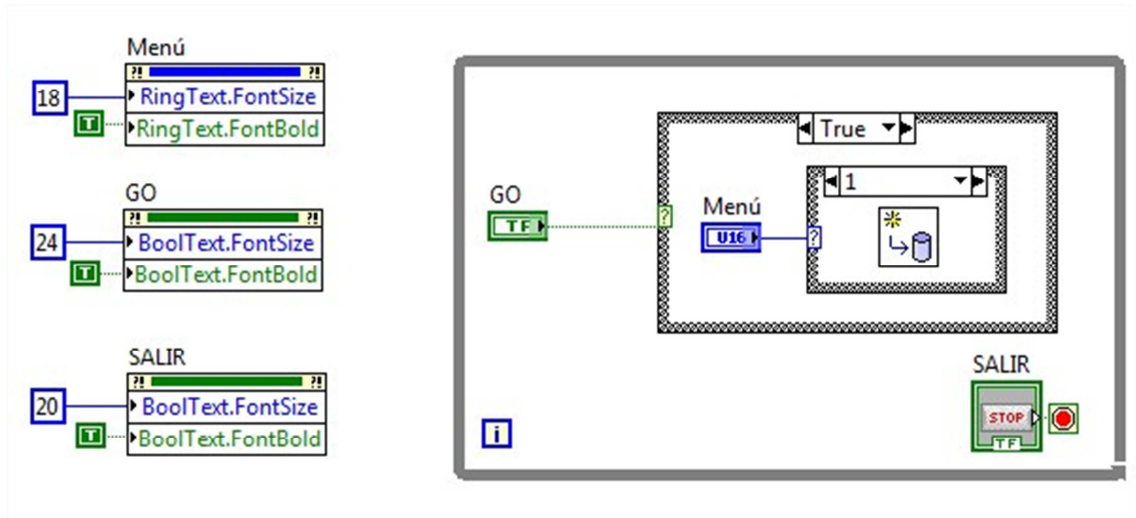 Menú
?! ?!
18 RingText.FontSize
T RingText.FontBold
GO
?! ?!
24 BoolText.FontSize
T BoolText.FontBold
SALIR
?! ?!
20 BoolText.FontSize
T BoolText.FontBold
True
1
GO
TF
?
Menú
U16
?
SALIR
STOP
TF
i